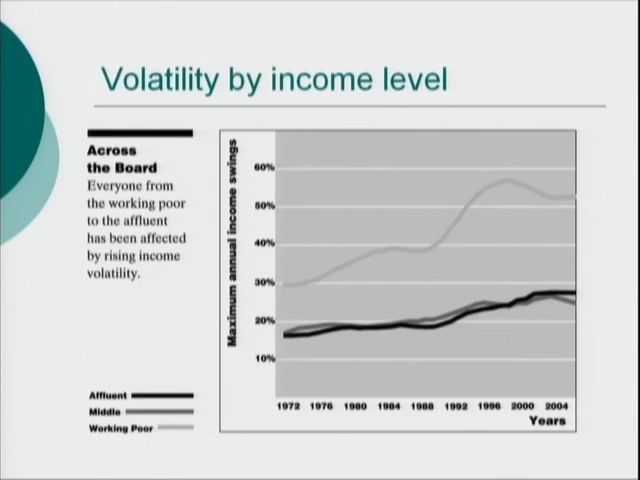 Volatility by income level
Across
the Board
Everyone from
the working poor
to the affluent
has been affected
by rising income
volatility.
Affluent
Middle
Working Poor
Maximum annual income swings
60%
50%
40%
30%
20%
10%
1972 1976 1980 1984 1988 1992 1996 2000 2004
Years